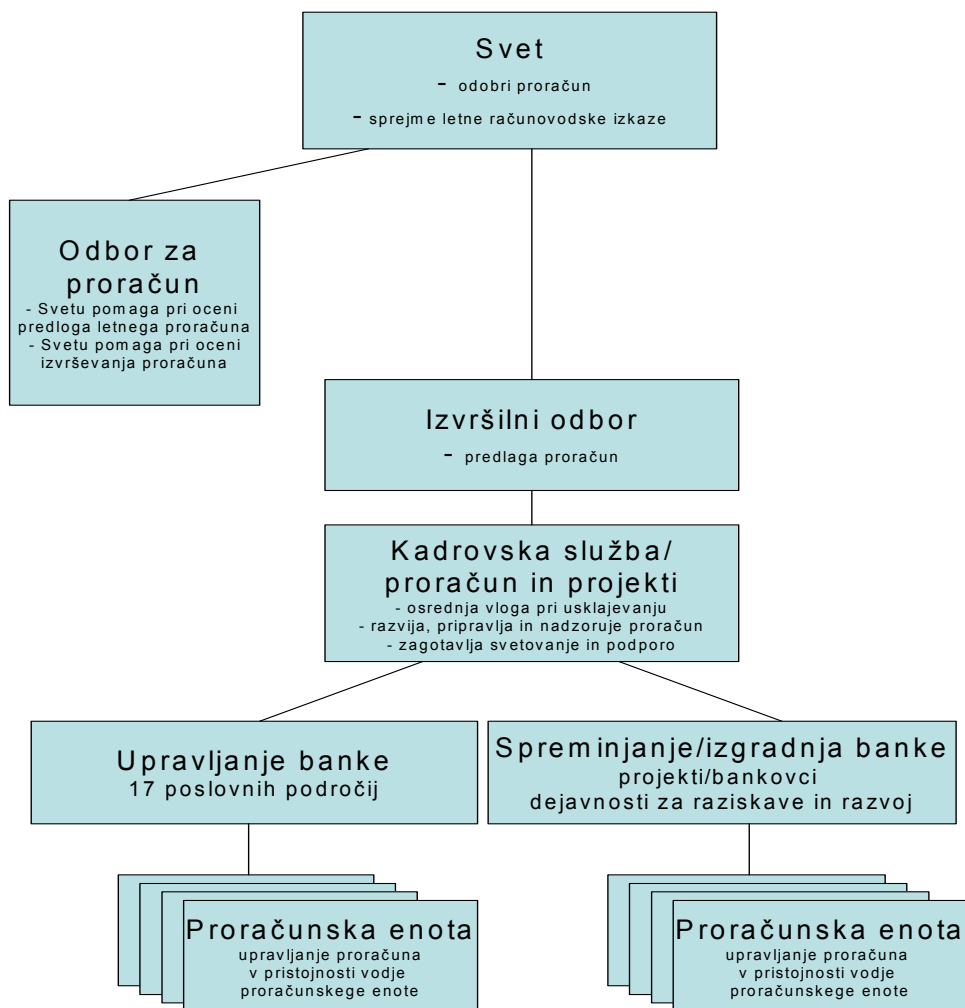 Svet
- odobri proračun
- sprejme letne računovodske izkaze
Odbor za
proračun
- Svetu pomaga pri oceni
predloga letnega proračuna
- Svetu pomaga pri oceni
izvrševanja proračuna
Izvršilni odbor
- predlaga proračun
Kadrovska služba/
proračun in projekti
- osrednja vloga pri usklajevanju
- razvija, pripravlja in nadzoruje proračun
- zagotavlja svetovanje in podporo
Upravljanje banke
17 poslovnih področij
Spreminjanje/izgradnja banke
projekti/bankovci
dejavnosti za raziskave in razvoj
Proračunska enota
upravljanje proračuna
v pristojnosti vodje
proračunskege enote
Proračunska enota
upravljanje proračuna
v pristojnosti vodje
proračunskege enote